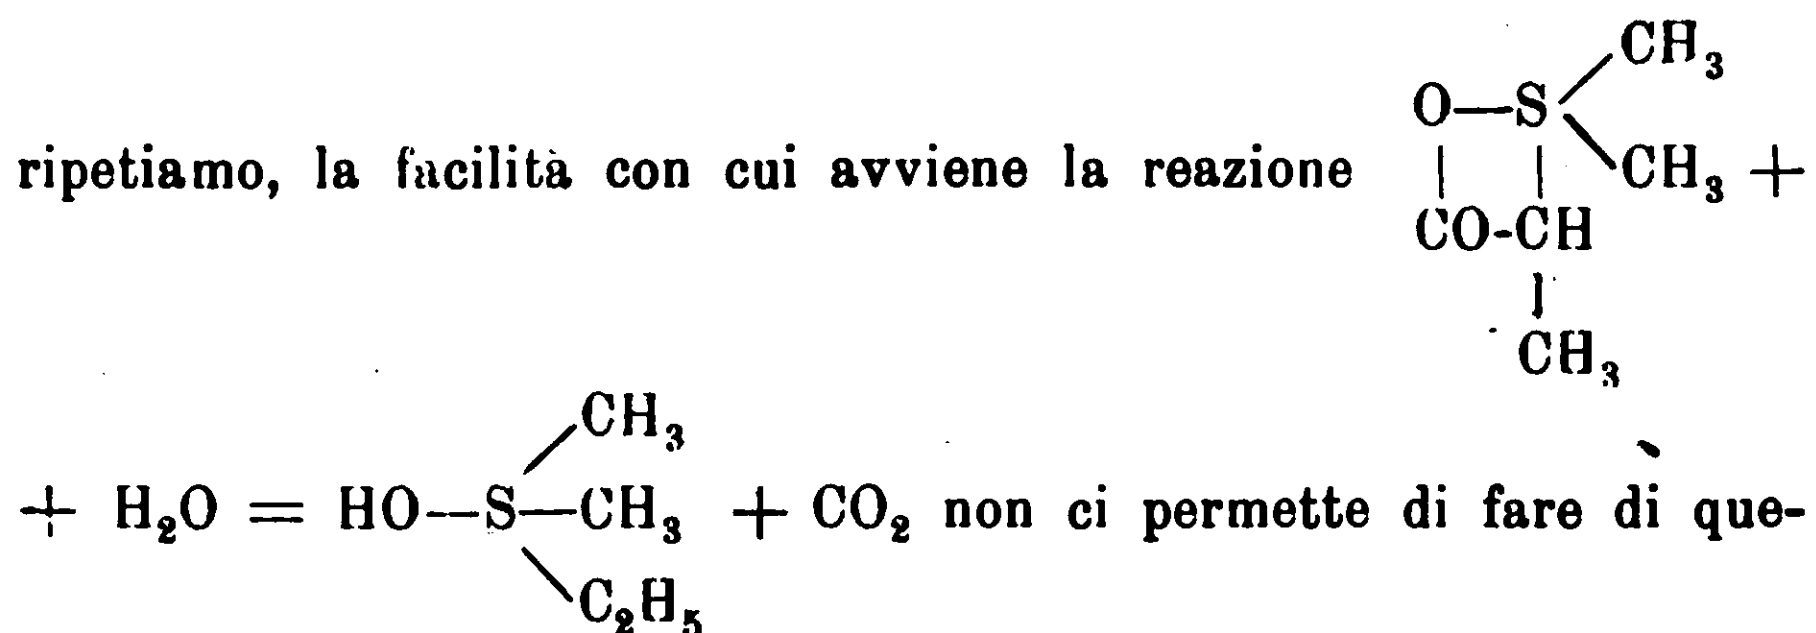 CH₃
O—S
ripetiamo, la facilità con cui avviene la reazione CH₃ +
CO-CH
CH₃
CH₃
+ H₂O = HO—S—CH₃ + CO₂ non ci permette di fare di que-
C₂H₅